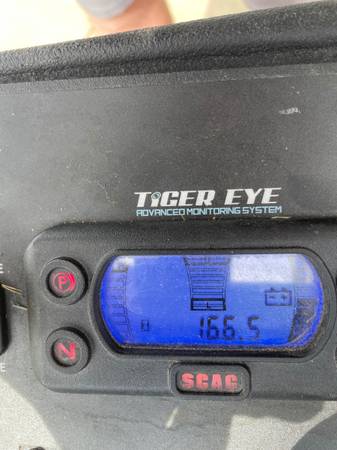 TIGER EYE
ADVANCED MONITORING SYSTEM
P
N
166.5
SCAG